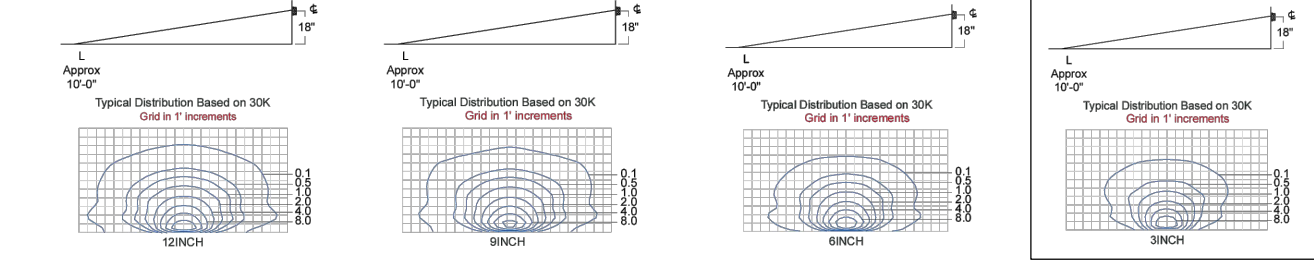 ℄
18"
L
Approx
10'-0"
Typical Distribution Based on 30K
Grid in 1' increments
0.1
0.5
1.0
2.0
4.0
8.0
12INCH
℄
18"
L
Approx
10'-0"
Typical Distribution Based on 30K
Grid in 1' increments
0.1
0.5
1.0
2.0
4.0
8.0
9INCH
℄
18"
L
Approx
10'-0"
Typical Distribution Based on 30K
Grid in 1' increments
0.1
0.5
1.0
2.0
4.0
8.0
6INCH
℄
18"
L
Approx
10'-0"
Typical Distribution Based on 30K
Grid in 1' increments
0.1
0.5
1.0
2.0
4.0
8.0
3INCH